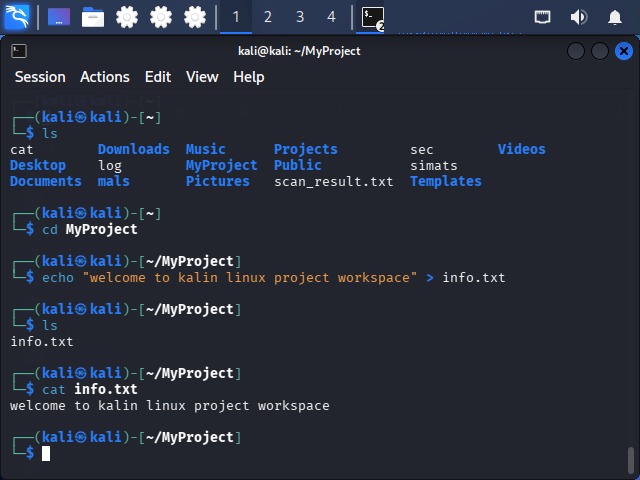 1 2 3 4
kali@kali: ~/MyProject
Session Actions Edit View Help
┌──(kali㉿kali)-[~]
└─$ ls
cat Downloads Music Projects sec Videos
Desktop log MyProject Public simats
Documents mals Pictures scan_result.txt Templates
┌──(kali㉿kali)-[~]
└─$ cd MyProject
┌──(kali㉿kali)-[~/MyProject]
└─$ echo "welcome to kalin linux project workspace" > info.txt
┌──(kali㉿kali)-[~/MyProject]
└─$ ls
info.txt
┌──(kali㉿kali)-[~/MyProject]
└─$ cat info.txt
welcome to kalin linux project workspace
┌──(kali㉿kali)-[~/MyProject]
└─$